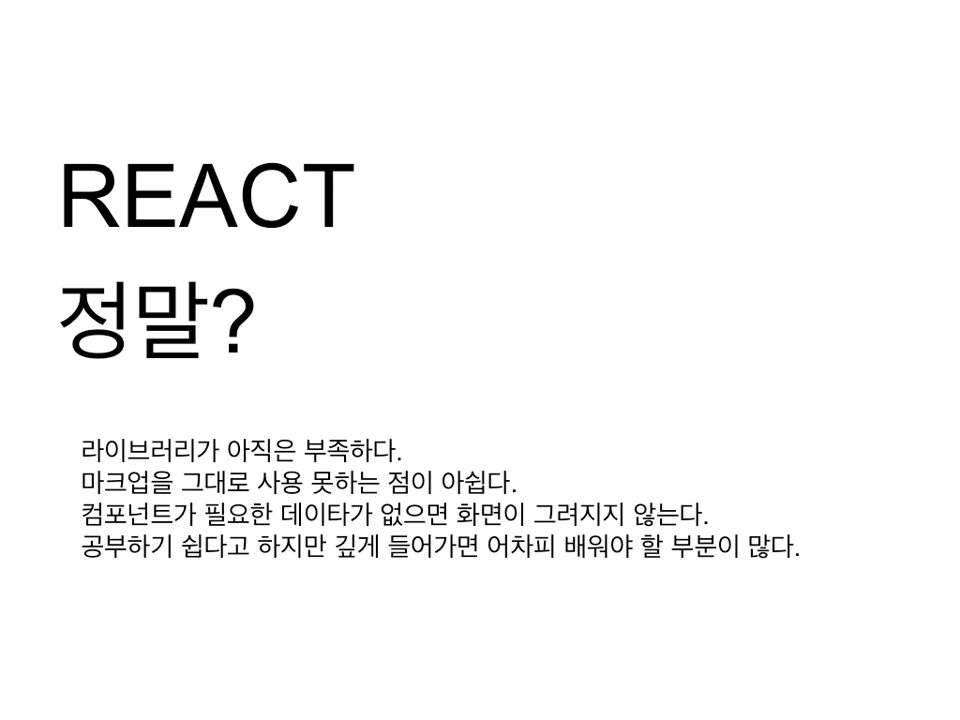 REACT
정말?
라이브러리가 아직은 부족하다.
마크업을 그대로 사용 못하는 점이 아쉽다.
컴포넌트가 필요한 데이타가 없으면 화면이 그려지지 않는다.
공부하기 쉽다고 하지만 깊게 들어가면 어차피 배워야 할 부분이 많다.